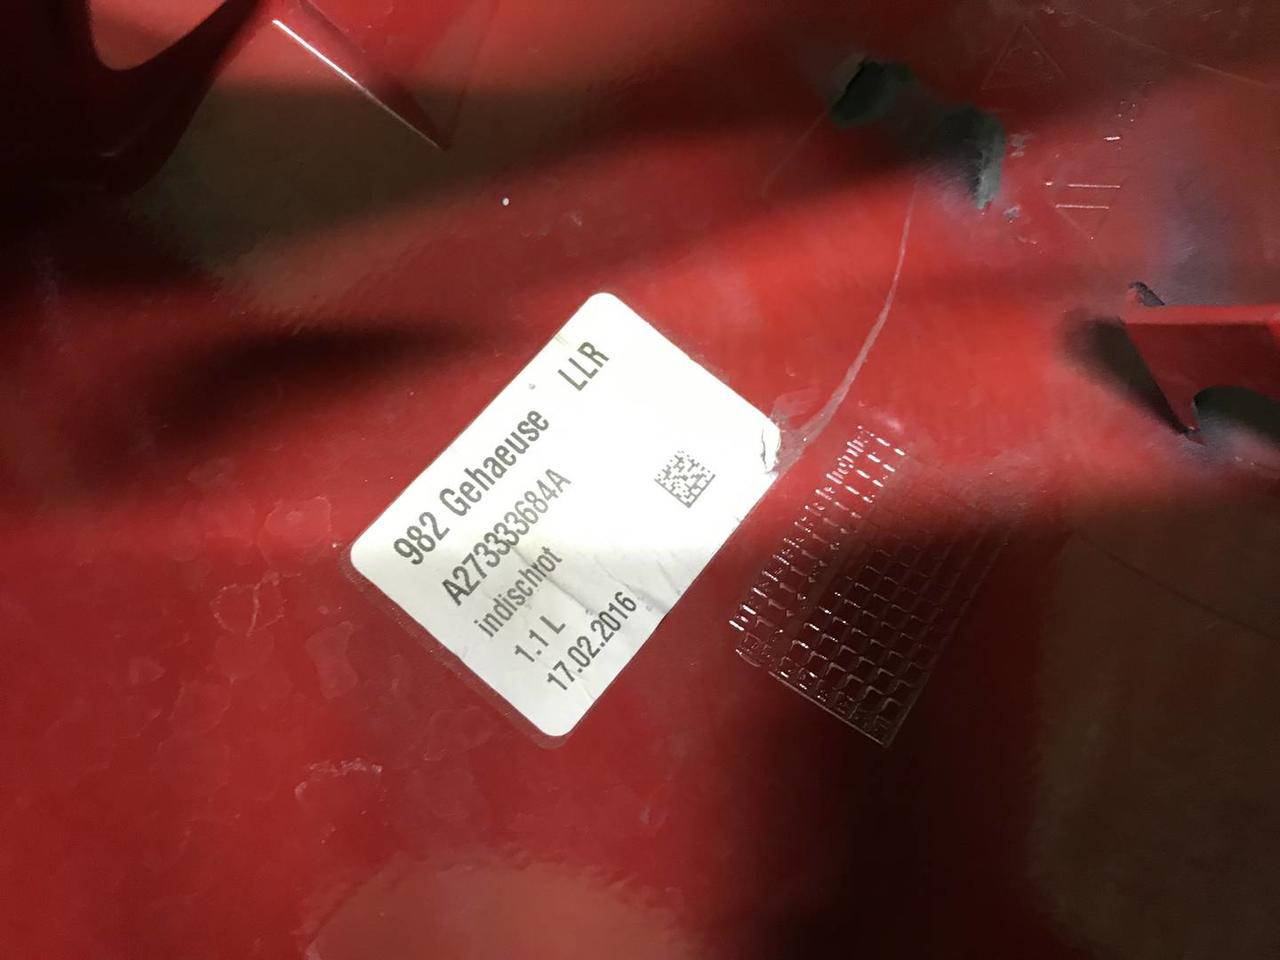 982 Gehaeuse LLR
A273333684A
indischrot
1.1 L
17.02.2016